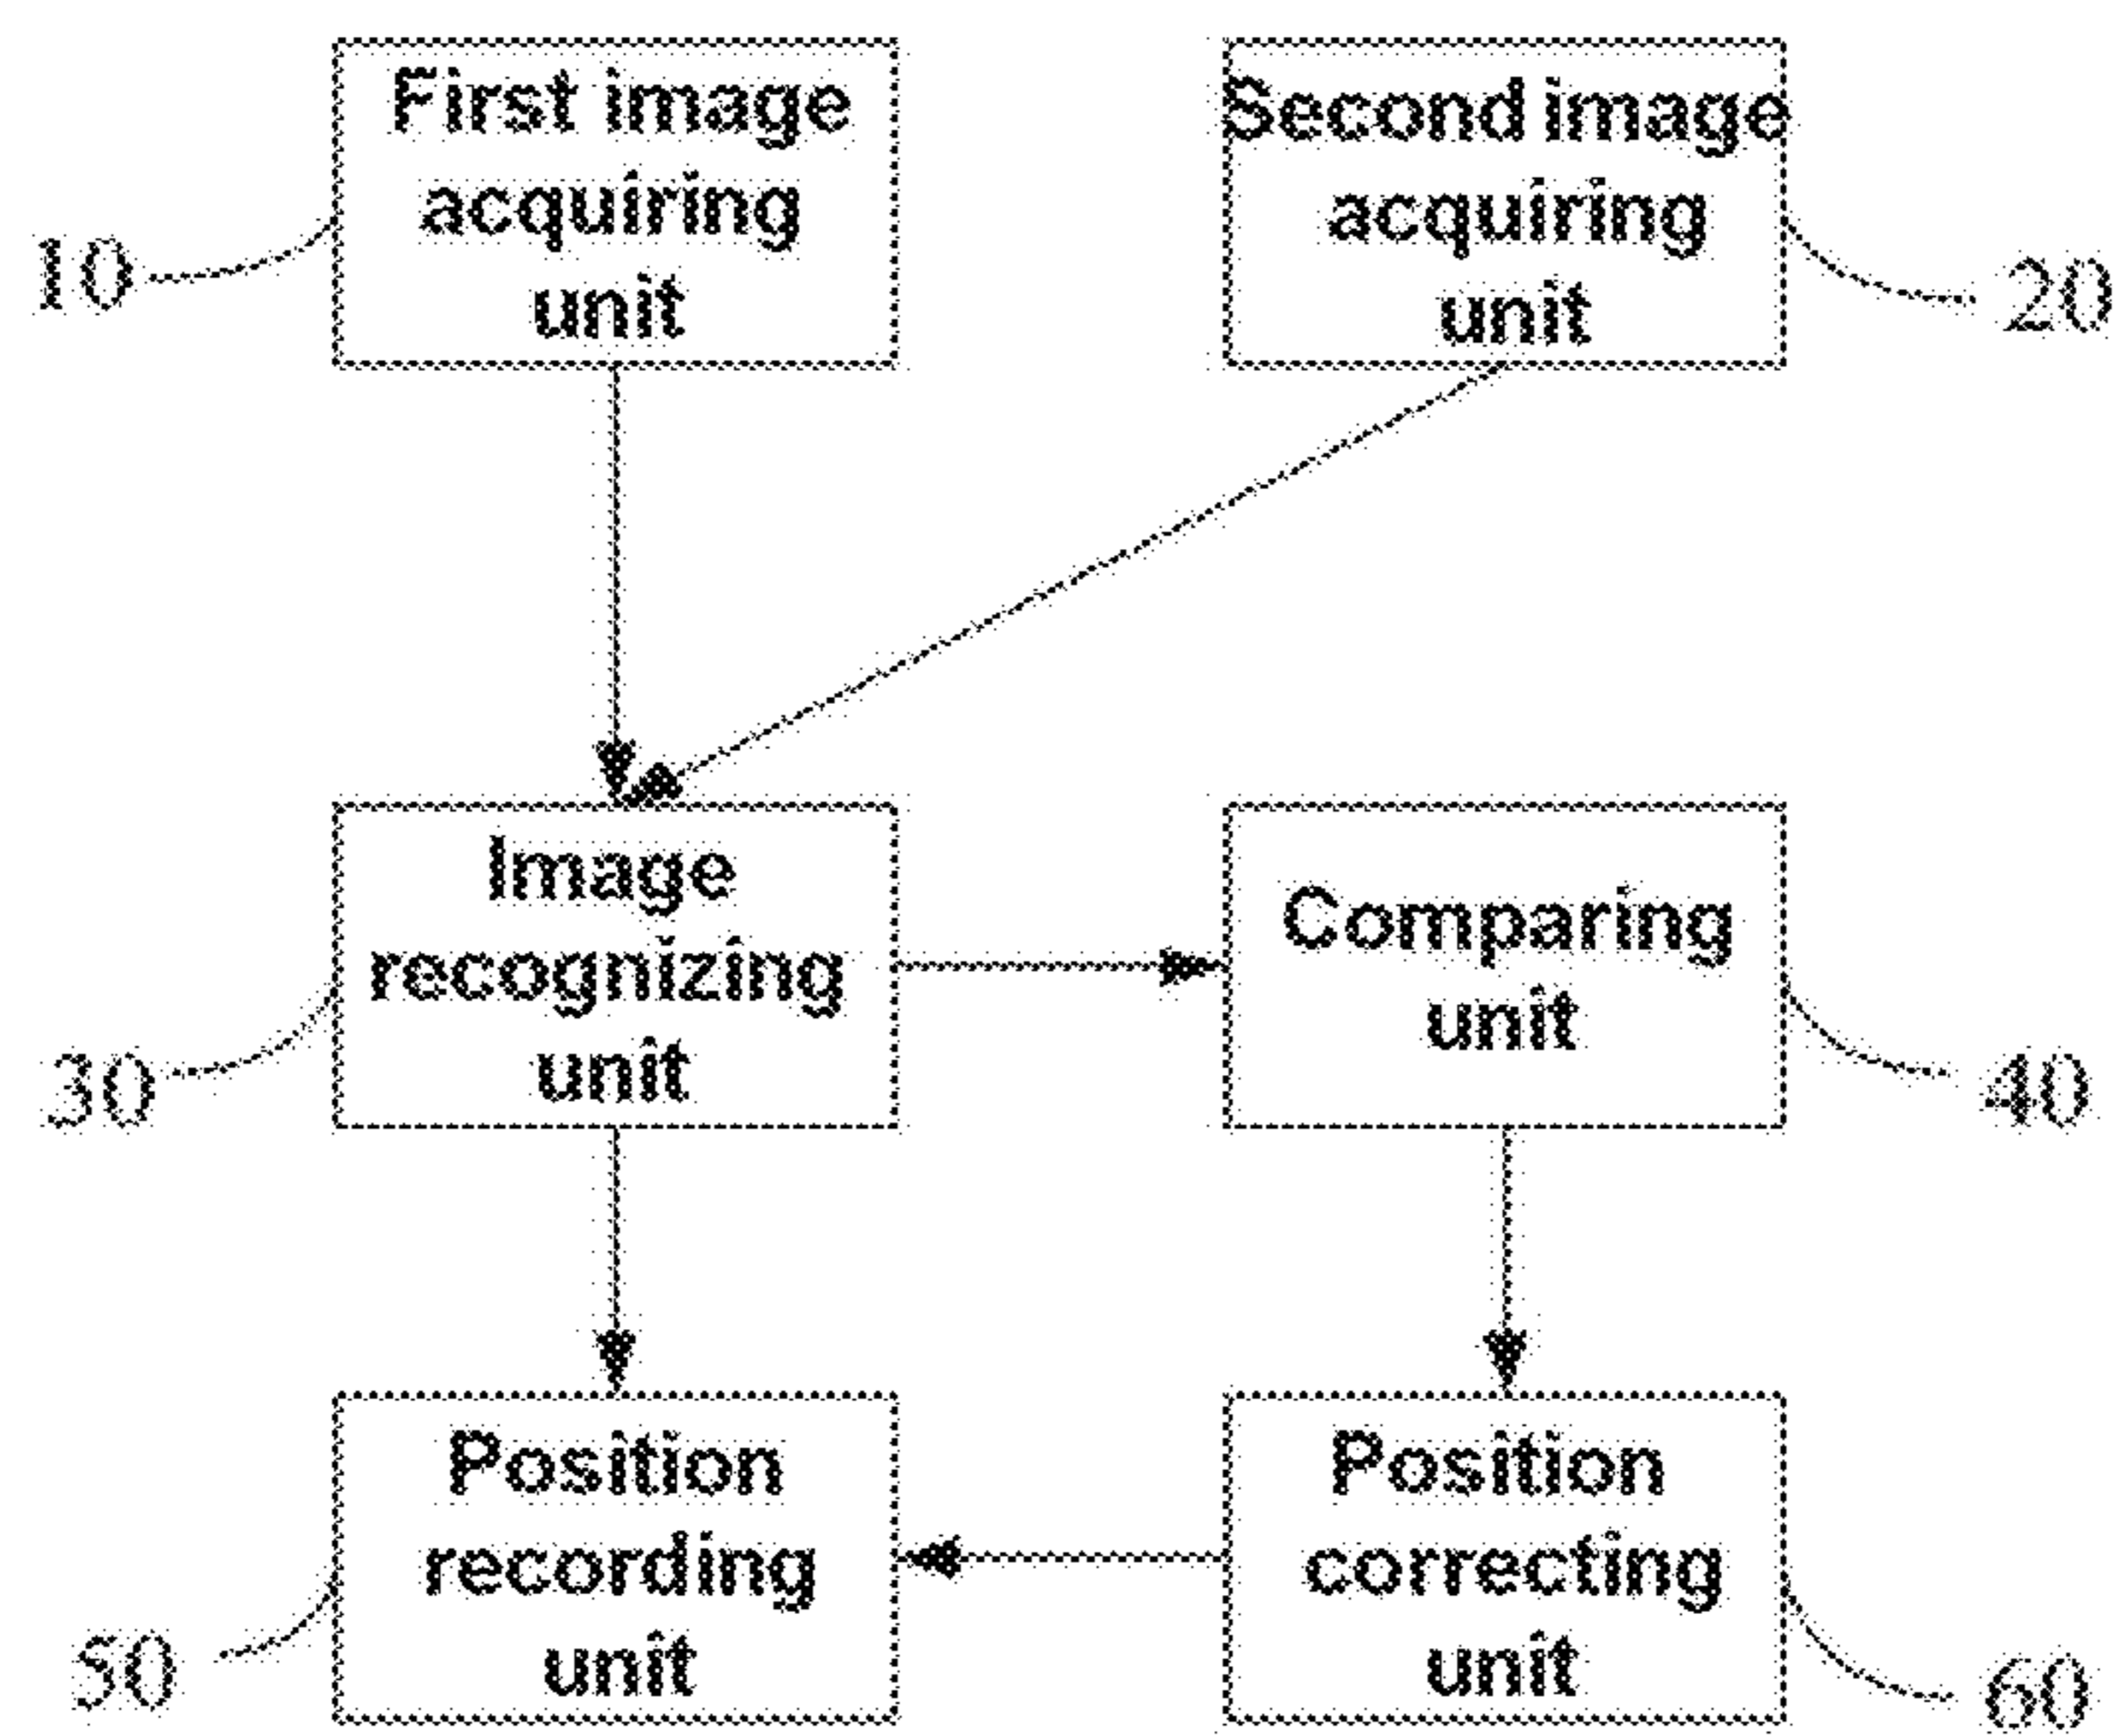 First image
acquiring
unit
10
Second image
acquiring
unit
20
Image
recognizing
unit
30
Comparing
unit
40
Position
recording
unit
50
Position
correcting
unit
60